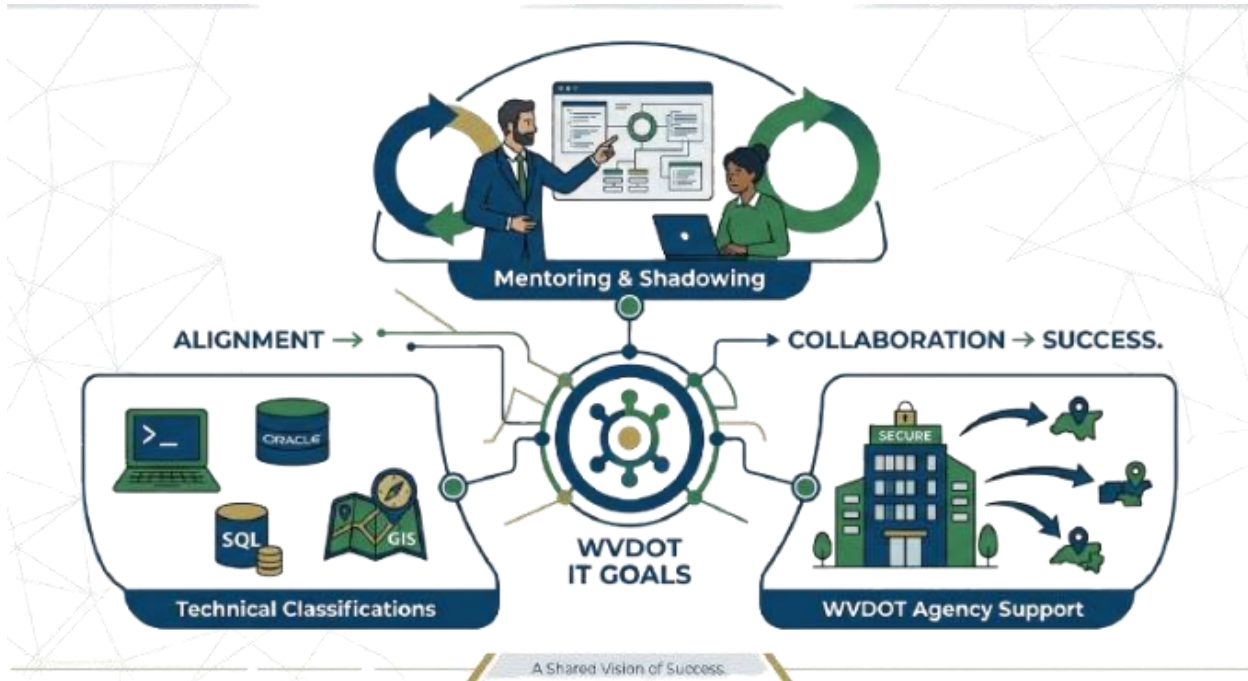 Mentoring & Shadowing
ALIGNMENT →
COLLABORATION → SUCCESS.
>_
ORACLE
SQL
GIS
SECURE
WVDOT
IT GOALS
Technical Classifications
WVDOT Agency Support
A Shared Vision of Success.